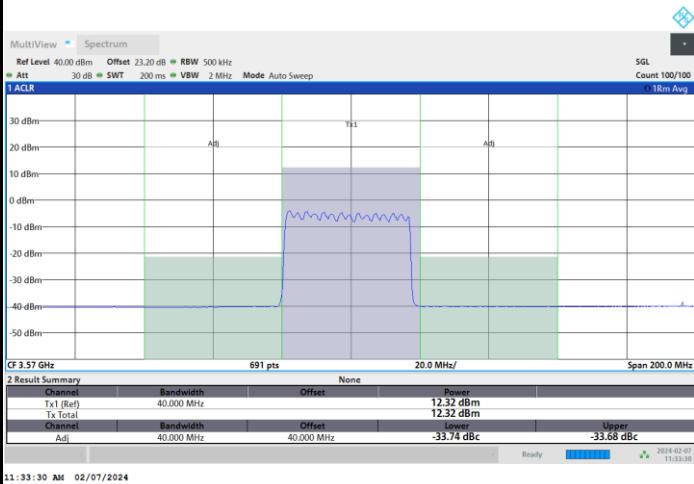 MultiView Spectrum
Ref Level 40.00 dBm Offset 23.20 dB RBW 500 kHz SGL
Att 30 dB SWT 200 ms VBW 2 MHz Mode Auto Sweep Count 100/100
1 ACLR 1Rm Avg
30 dBm
Tx1
20 dBm Adj Adj
10 dBm
0 dBm
-10 dBm
-20 dBm
-30 dBm
-40 dBm
-50 dBm
CF 3.57 GHz 691 pts 20.0 MHz/ Span 200.0 MHz
2 Result Summary None
Channel Bandwidth Offset Power
Tx1 (Ref) 40.000 MHz 12.32 dBm
Tx Total 12.32 dBm
Channel Bandwidth Offset Lower Upper
Adj 40.000 MHz 40.000 MHz -33.74 dBc -33.68 dBc
Ready 2024-02-07
11:33:30
11:33:30 AM 02/07/2024